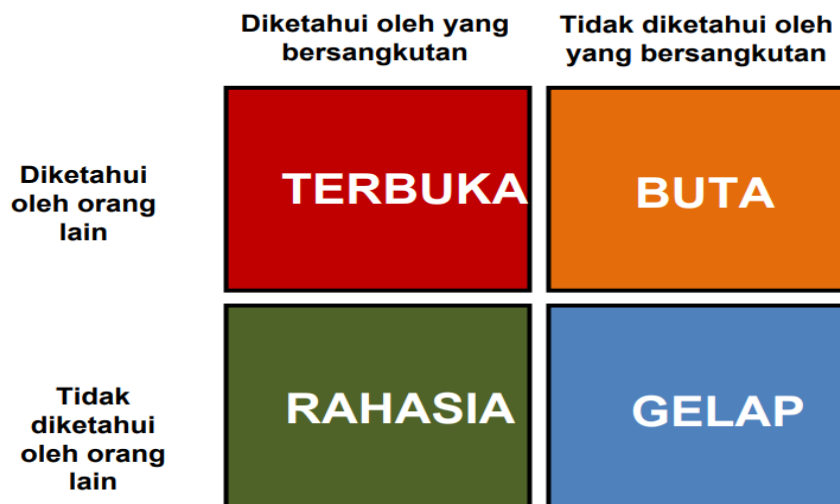 Diketahui oleh yang
bersangkutan
Tidak diketahui oleh
yang bersangkutan
Diketahui
oleh orang
lain
TERBUKA
BUTA
Tidak
diketahui
oleh orang
lain
RAHASIA
GELAP